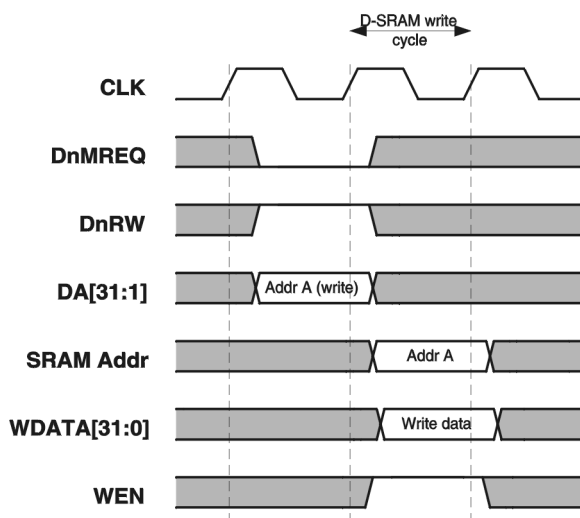 D-SRAM write
cycle
CLK
DnMREQ
DnRW
DA[31:1]
Addr A (write)
SRAM Addr
Addr A
WDATA[31:0]
Write data
WEN